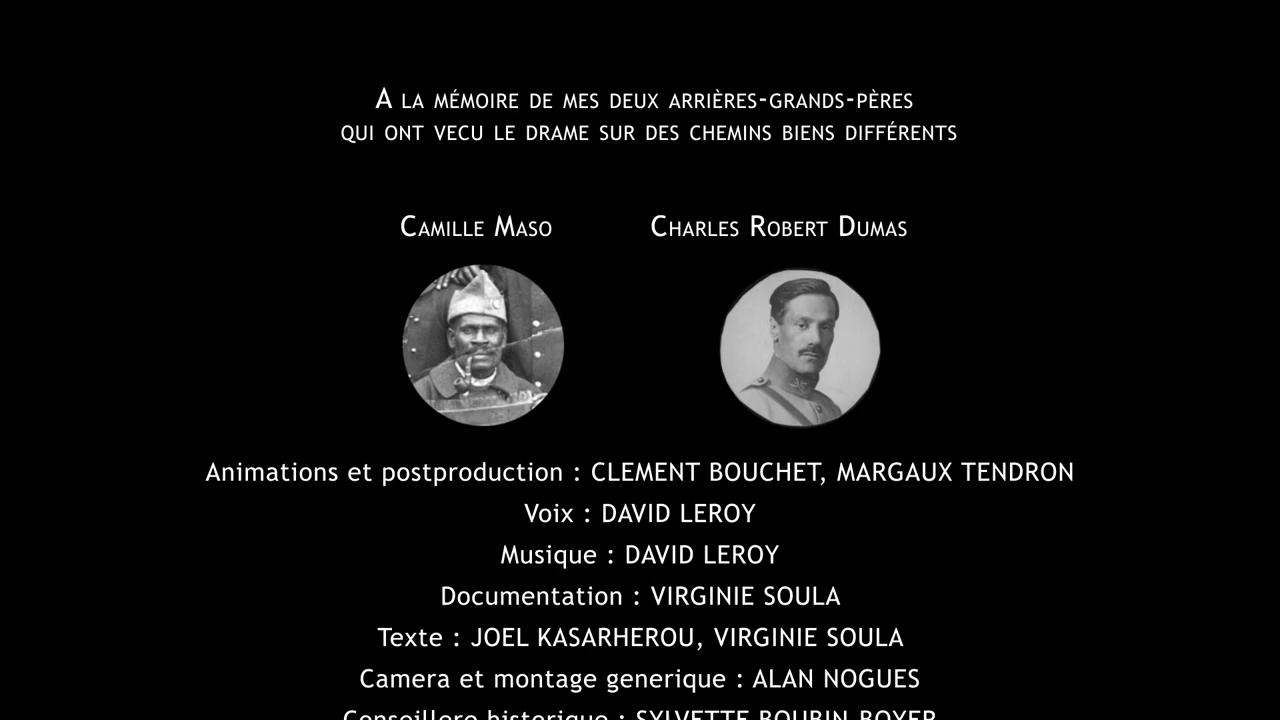 A LA MÉMOIRE DE MES DEUX ARRIÈRES-GRANDS-PÈRES
QUI ONT VECU LE DRAME SUR DES CHEMINS BIENS DIFFÉRENTS
CAMILLE MASO CHARLES ROBERT DUMAS
Animations et postproduction : CLEMENT BOUCHET, MARGAUX TENDRON
Voix : DAVID LEROY
Musique : DAVID LEROY
Documentation : VIRGINIE SOULA
Texte : JOEL KASARHEROU, VIRGINIE SOULA
Camera et montage generique : ALAN NOGUES
Conseillere historique : SYLVETTE BOUBIN-BOYER